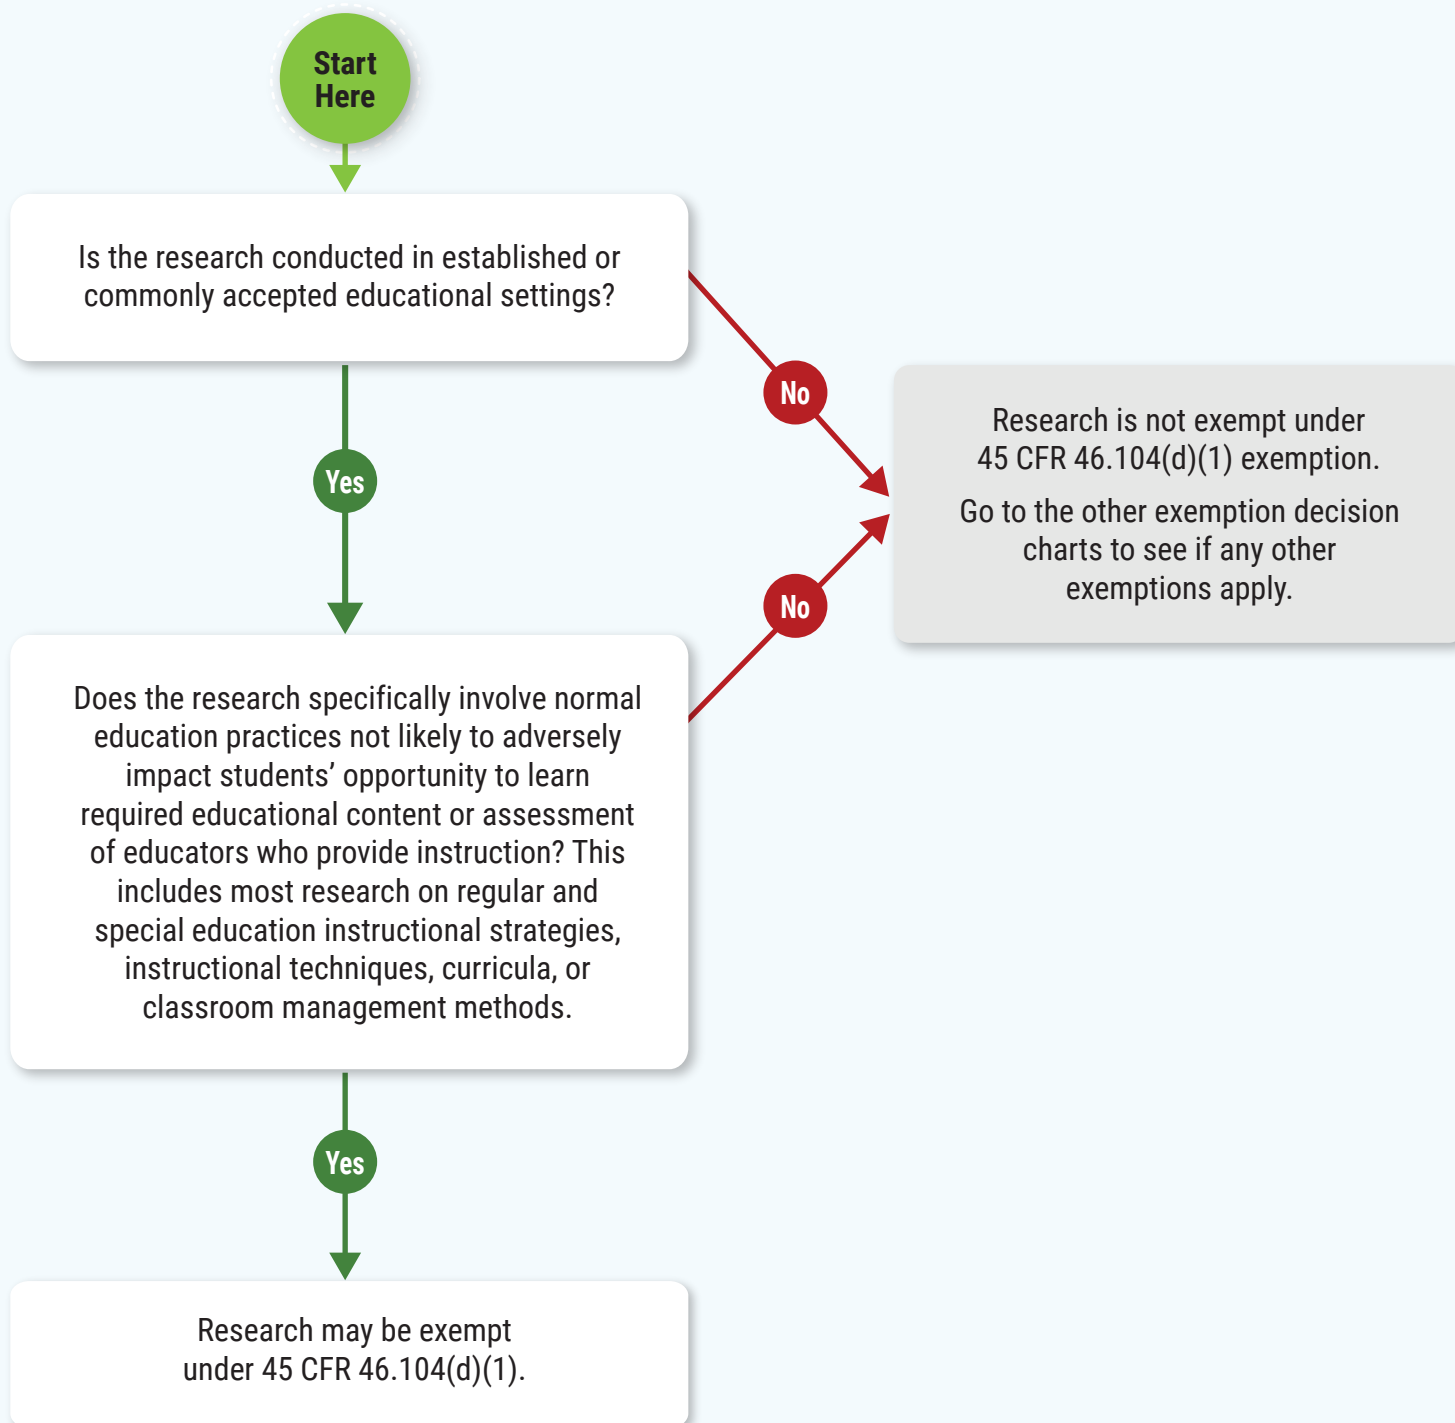 Start
Here
Is the research conducted in established or
commonly accepted educational settings?
No
Research is not exempt under
45 CFR 46.104(d)(1) exemption.
Go to the other exemption decision
charts to see if any other
exemptions apply.
Yes
No
Does the research specifically involve normal
education practices not likely to adversely
impact students’ opportunity to learn
required educational content or assessment
of educators who provide instruction? This
includes most research on regular and
special education instructional strategies,
instructional techniques, curricula, or
classroom management methods.
Yes
Research may be exempt
under 45 CFR 46.104(d)(1).